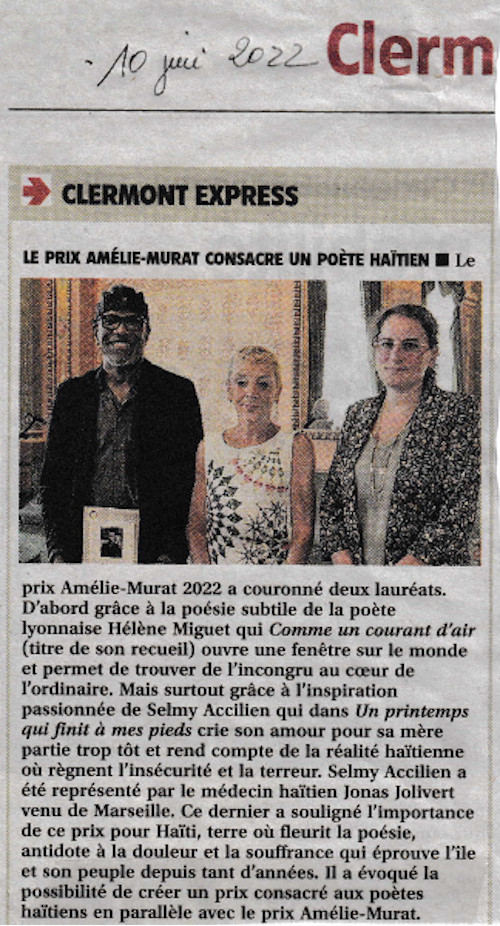 10 juin 2022
Clerm
CLERMONT EXPRESS
LE PRIX AMÉLIE-MURAT CONSACRE UN POÈTE HAÏTIEN ■ Le
prix Amélie-Murat 2022 a couronné deux lauréats.
D’abord grâce à la poésie subtile de la poète
lyonnaise Hélène Miguet qui Comme un courant d’air
(titre de son recueil) ouvre une fenêtre sur le monde
et permet de trouver de l’incongru au cœur de
l’ordinaire. Mais surtout grâce à l’inspiration
passionnée de Selmy Accilien qui dans Un printemps
qui finit à mes pieds crie son amour pour sa mère
partie trop tôt et rend compte de la réalité haïtienne
où règnent l’insécurité et la terreur. Selmy Accilien a
été représenté par le médecin haïtien Jonas Jolivert
venu de Marseille. Ce dernier a souligné l’importance
de ce prix pour Haïti, terre où fleurit la poésie,
antidote à la douleur et la souffrance qui éprouve l’île
et son peuple depuis tant d’années. Il a évoqué la
possibilité de créer un prix consacré aux poètes
haïtiens en parallèle avec le prix Amélie-Murat.